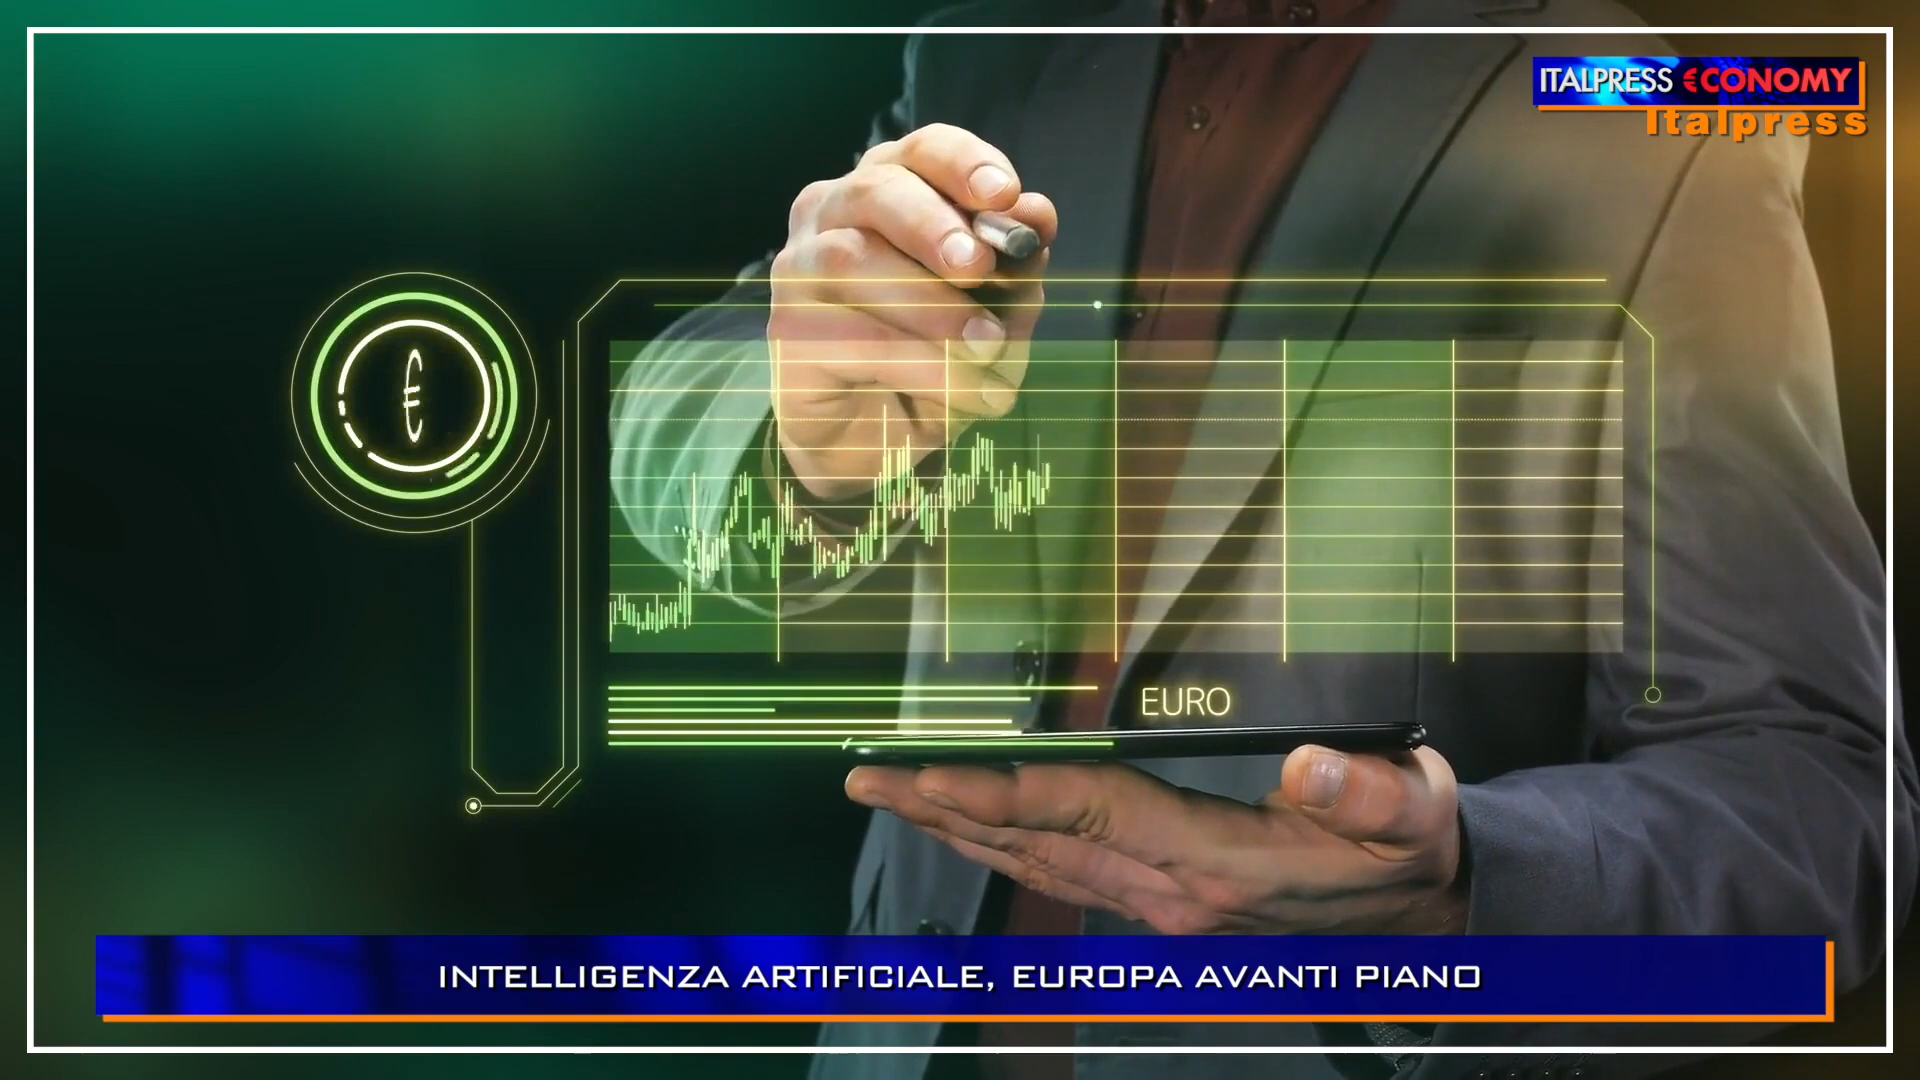 ITALPRESS €CONOMY
Italpress
€
EURO
INTELLIGENZA ARTIFICIALE, EUROPA AVANTI PIANO